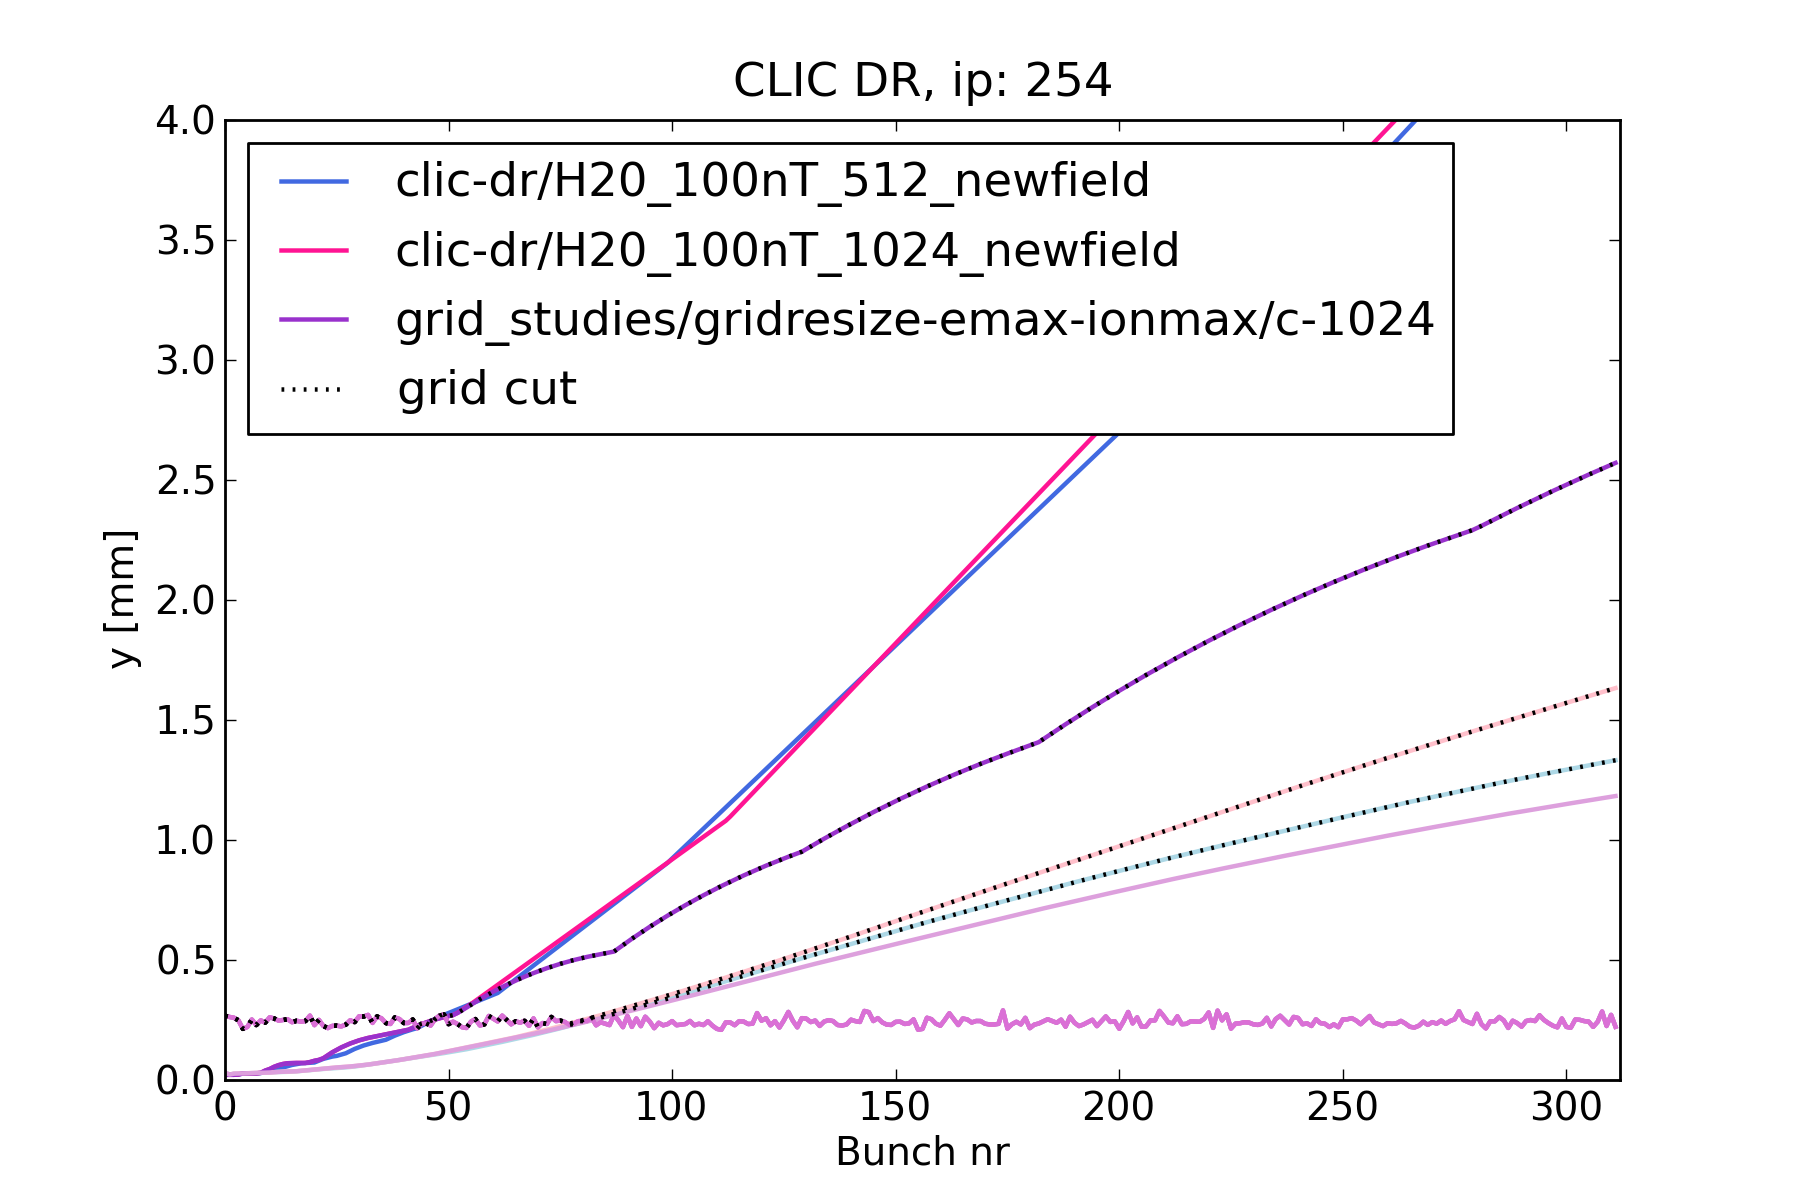 CLIC DR, ip: 254
4.0
3.5
3.0
2.5
2.0
1.5
1.0
0.5
0.0
y [mm]
clic-dr/H20_100nT_512_newfield
clic-dr/H20_100nT_1024_newfield
grid_studies/gridresize-emax-ionmax/c-1024
grid cut
0 50 100 150 200 250 300
Bunch nr